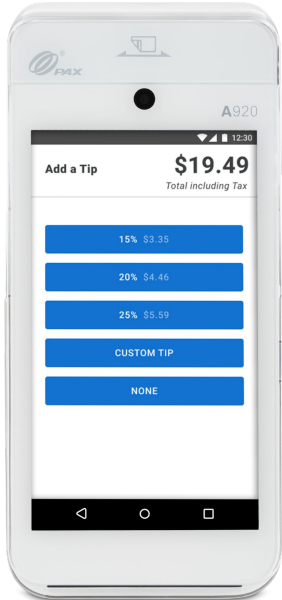 PAX
A920
12:30
Add a Tip
$19.49
Total including Tax
15% $3.35
20% $4.46
25% $5.59
CUSTOM TIP
NONE